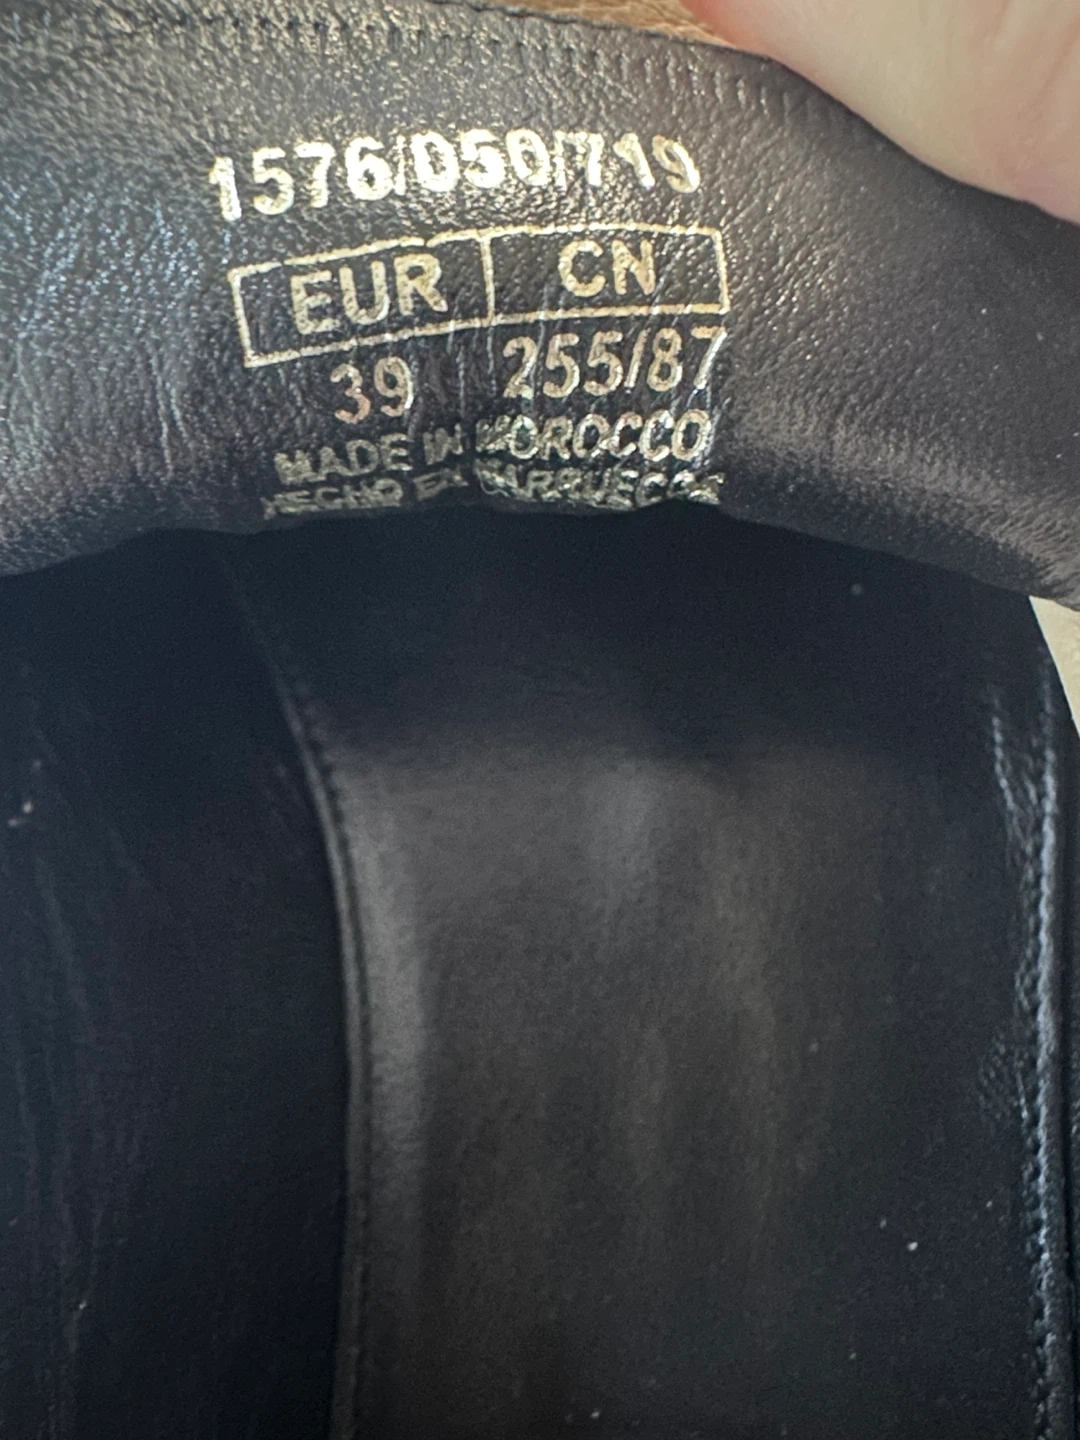 1576/050/719
EUR CN
39 255/87
MADE IN MOROCCO
HECHO EN MARRUECOS